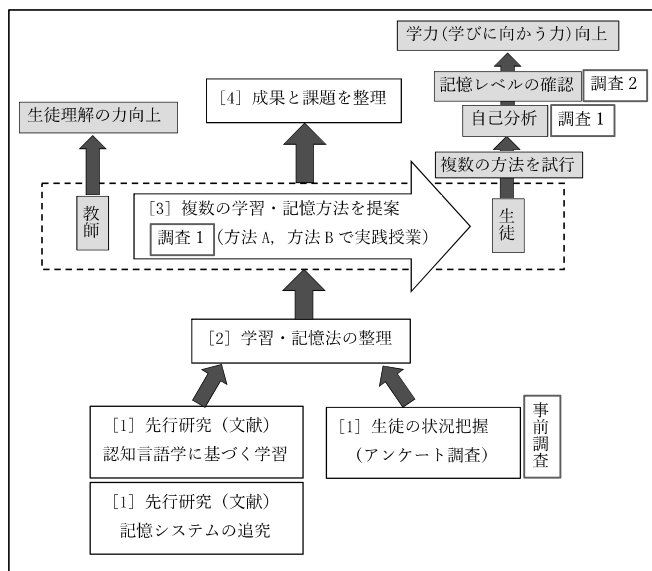 学力(学びに向かう力)向上
記憶レベルの確認
調査2
[4] 成果と課題を整理
生徒理解の力向上
自己分析
調査1
複数の方法を試行
[3] 複数の学習・記憶方法を提案
調査1 (方法A, 方法Bで実践授業)
教師
生徒
[2] 学習・記憶法の整理
[1] 先行研究(文献)
認知言語学に基づく学習
[1] 生徒の状況把握
(アンケート調査)
事前調査
[1] 先行研究(文献)
記憶システムの追究